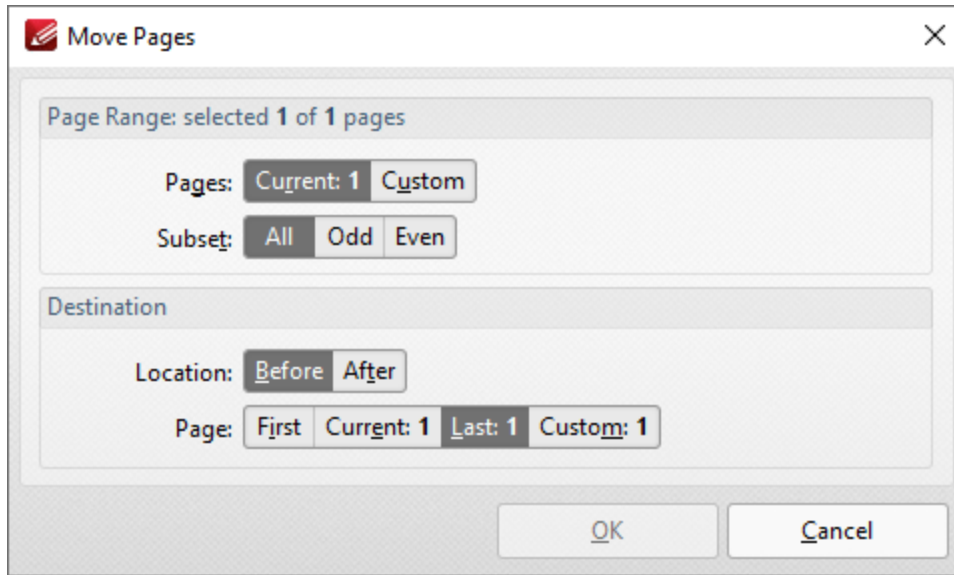 Move Pages
Page Range: selected 1 of 1 pages
Pages: Current: 1 Custom
Subset: All Odd Even
Destination
Location: Before After
Page: First Current: 1 Last: 1 Custom: 1
OK Cancel